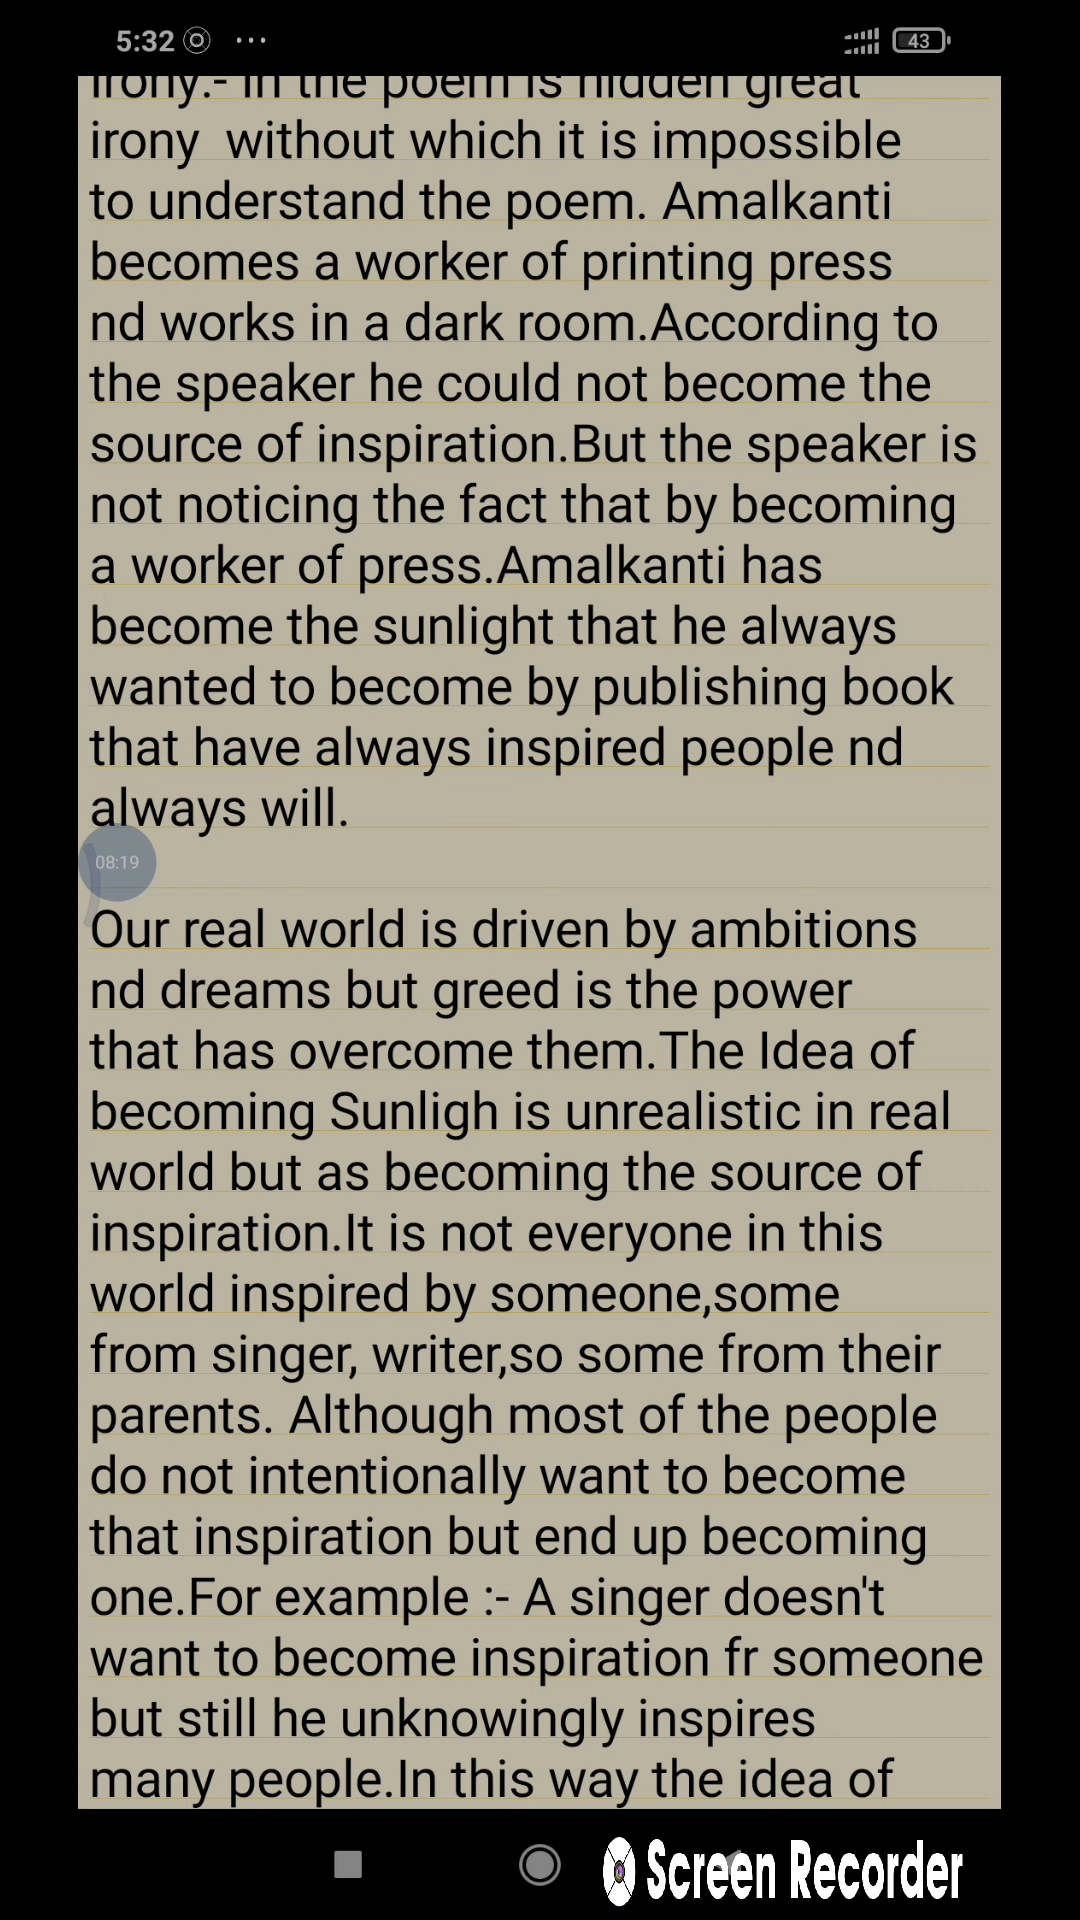 5:32 ... 43
irony:- In the poem is hidden great
irony  without which it is impossible
to understand the poem. Amalkanti
becomes a worker of printing press
nd works in a dark room.According to
the speaker he could not become the
source of inspiration.But the speaker is
not noticing the fact that by becoming
a worker of press.Amalkanti has
become the sunlight that he always
wanted to become by publishing book
that have always inspired people nd
always will.
08:19
Our real world is driven by ambitions
nd dreams but greed is the power
that has overcome them.The Idea of
becoming Sunligh is unrealistic in real
world but as becoming the source of
inspiration.It is not everyone in this
world inspired by someone,some
from singer, writer,so some from their
parents. Although most of the people
do not intentionally want to become
that inspiration but end up becoming
one.For example :- A singer doesn't
want to become inspiration fr someone
but still he unknowingly inspires
many people.In this way the idea of
Screen Recorder